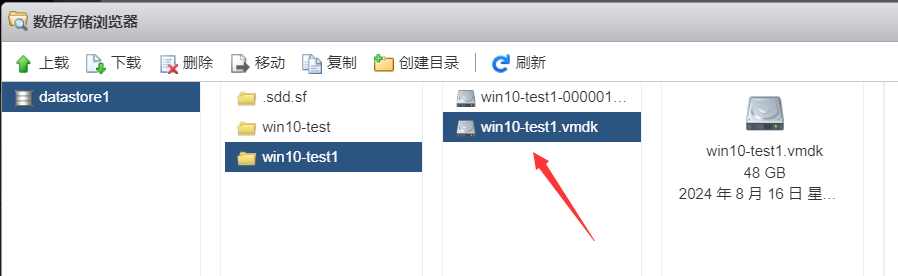 数据存储浏览器
上载 下载 删除 移动 复制 创建目录 刷新
datastore1
.sdd.sf
win10-test
win10-test1
win10-test1-000001...
win10-test1.vmdk
win10-test1.vmdk
48 GB
2024 年 8 月 16 日 星...